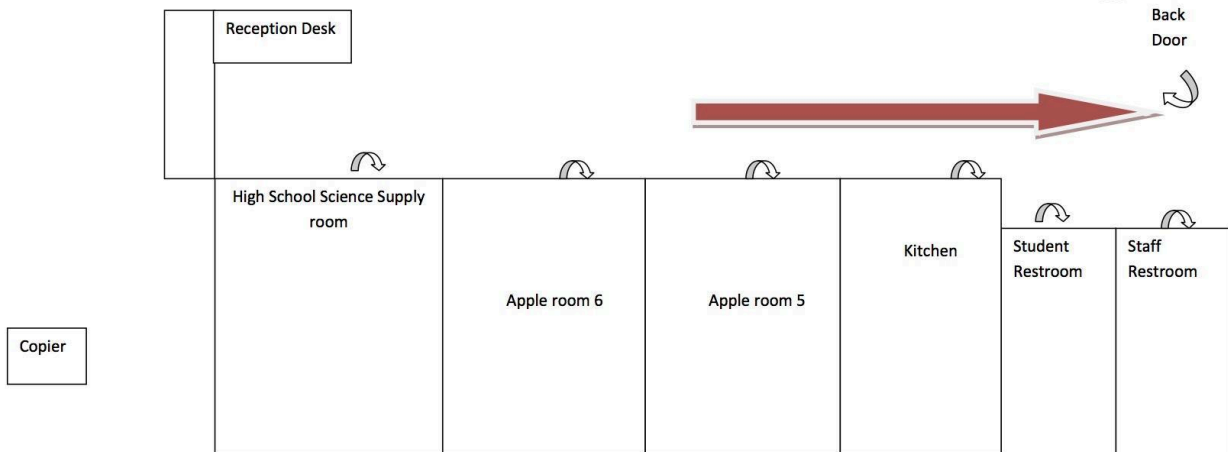 Reception Desk
Back
Door
High School Science Supply
room
Apple room 6
Apple room 5
Kitchen
Student
Restroom
Staff
Restroom
Copier